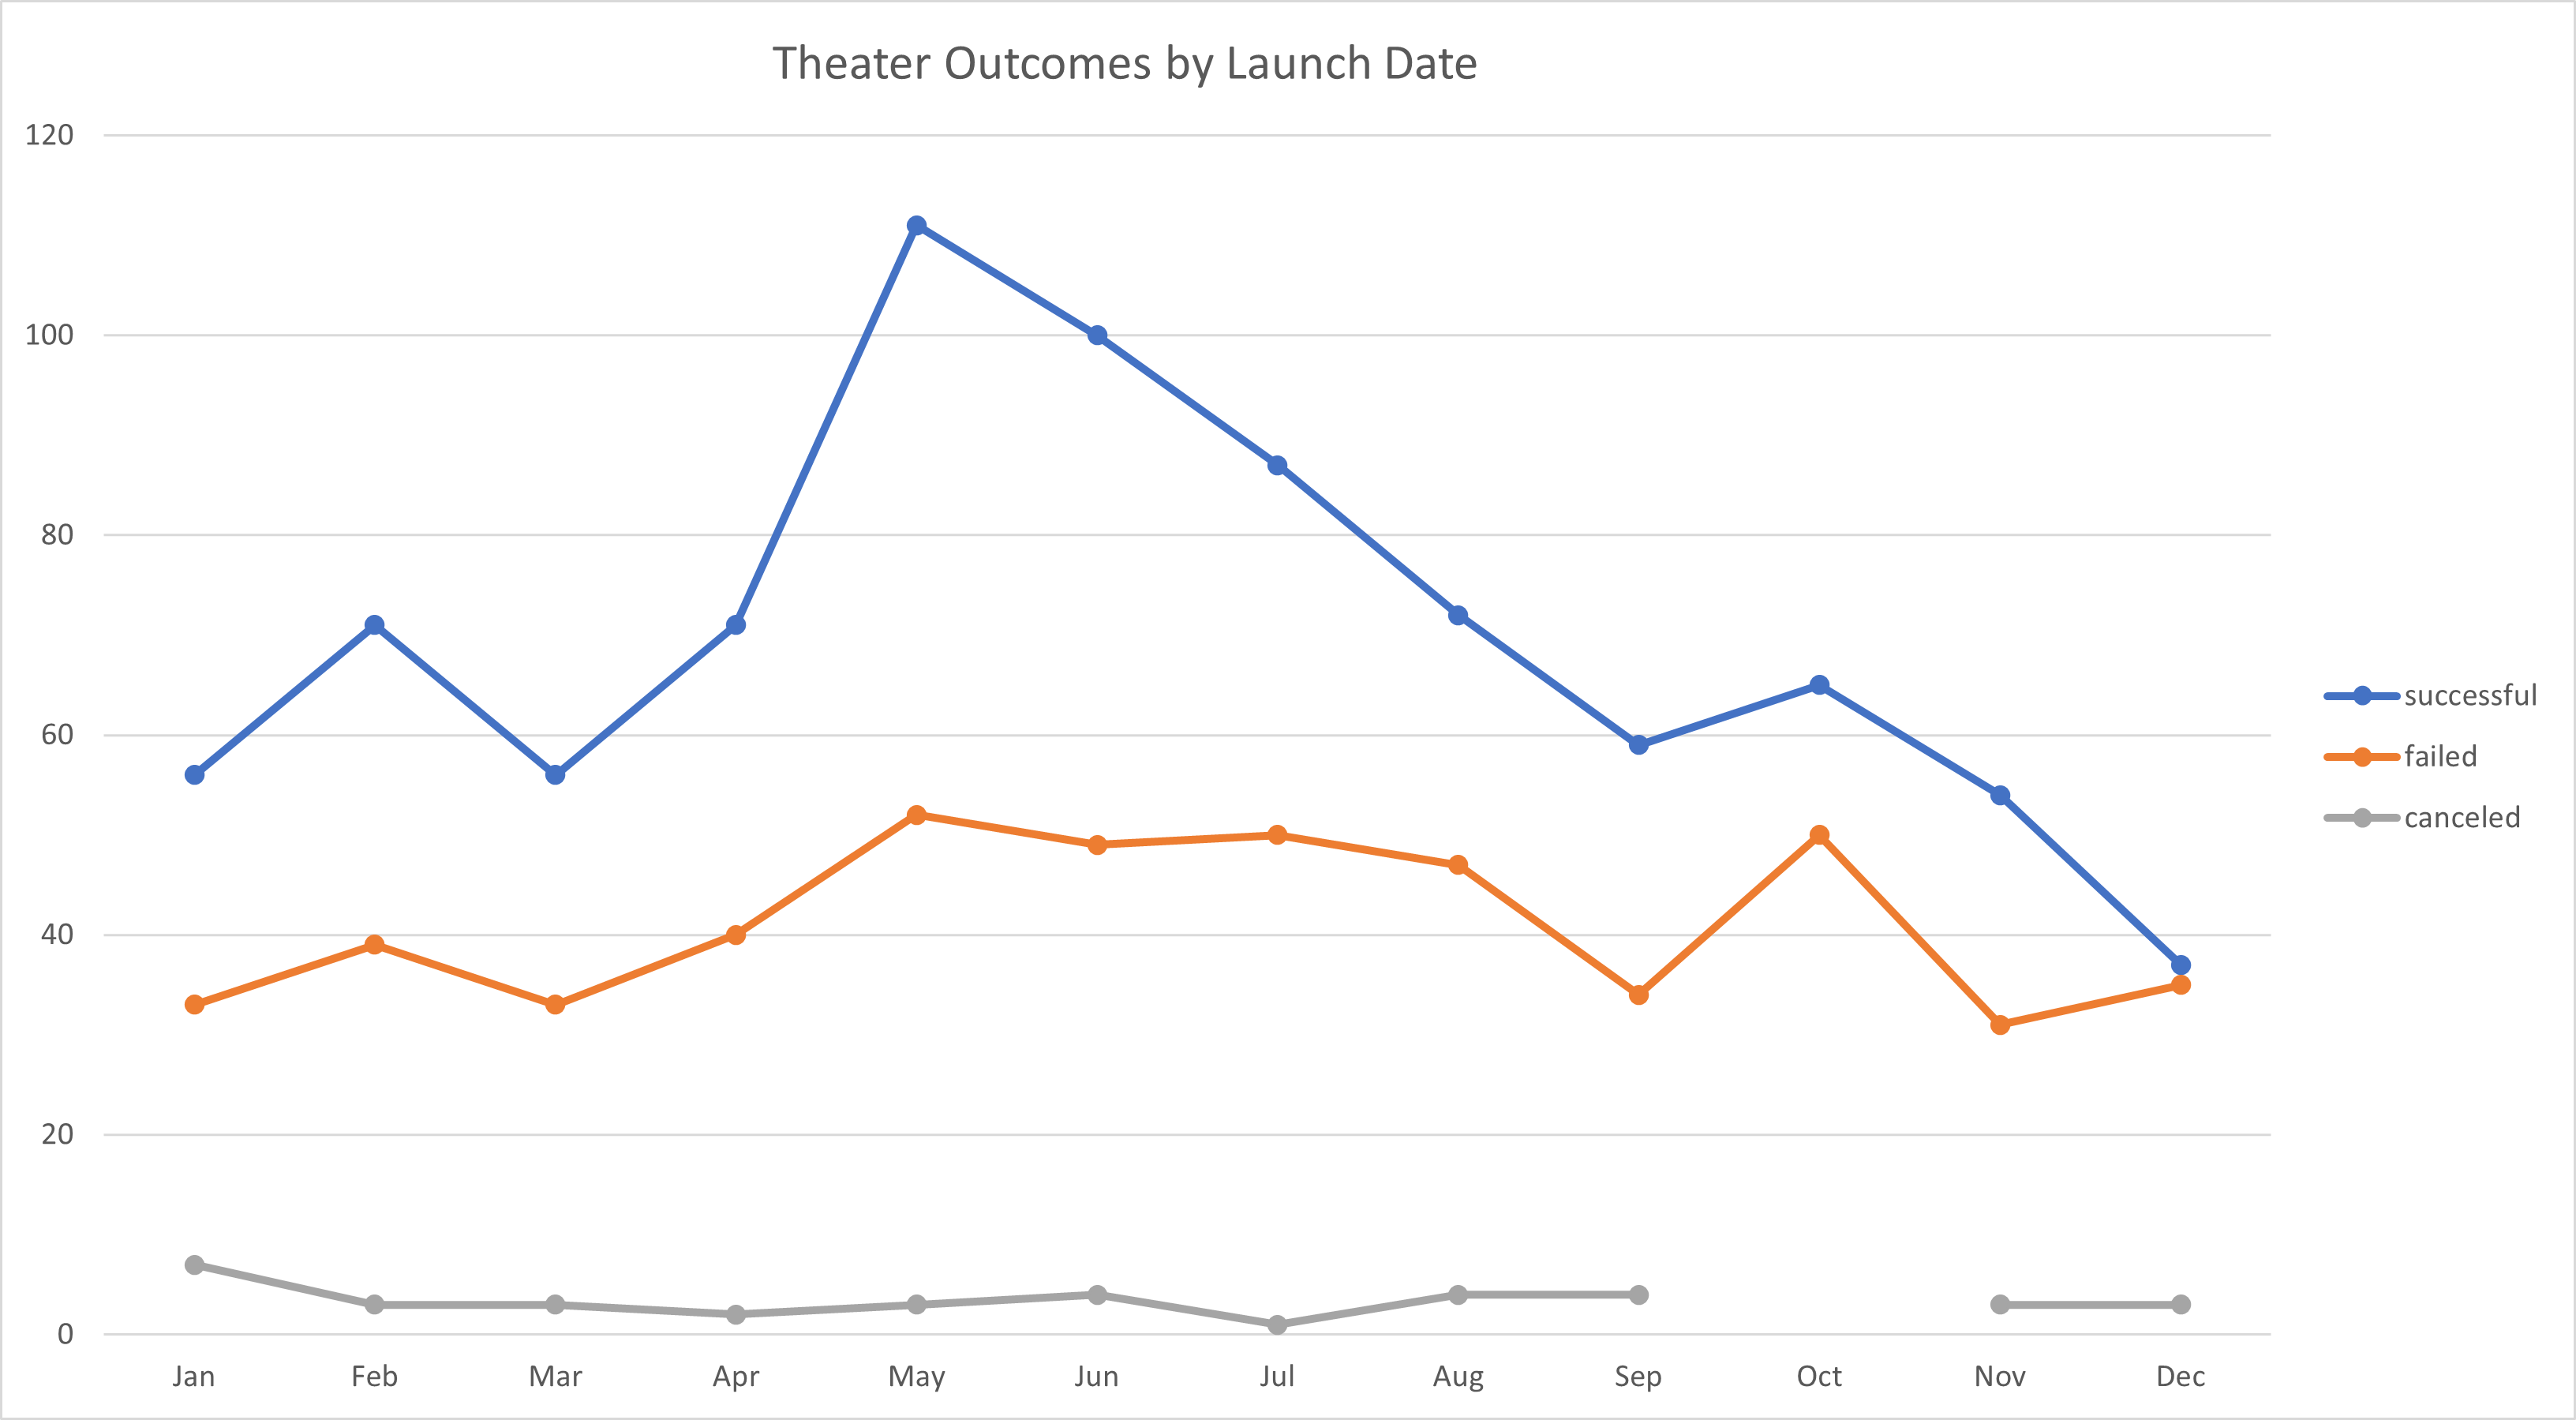 Theater Outcomes by Launch Date
120
100
80
60
40
20
0
Jan Feb Mar Apr May Jun Jul Aug Sep Oct Nov Dec
successful
failed
canceled